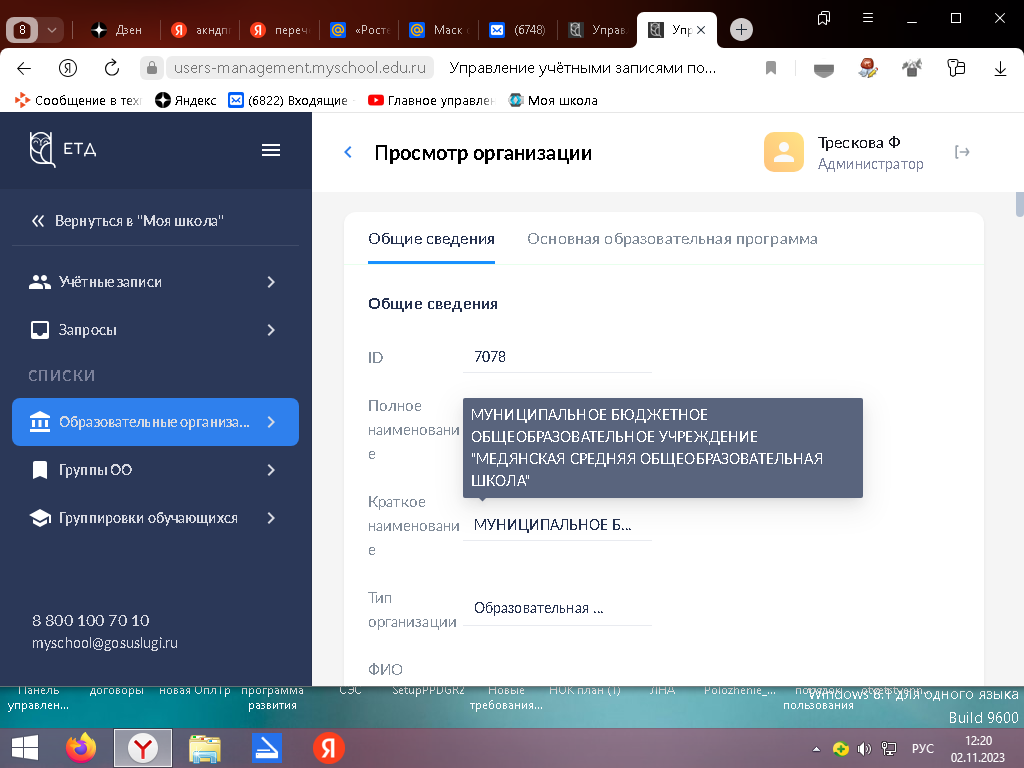 8
Дзен
акндп
переч
«Росте
Маск
(6748)
Управ
Упр
users-management.myschool.edu.ru
Управление учётными записями по...
Сообщение в тех
Яндекс
(6822) Входящие
Главное управлен
Моя школа
ЕТД
Просмотр организации
Трескова Ф
Администратор
Вернуться в "Моя школа"
Учётные записи
Запросы
СПИСКИ
Образовательные организа...
Группы ОО
Группировки обучающихся
8 800 100 70 10
myschool@gosuslugi.ru
Общие сведения
Основная образовательная программа
Общие сведения
ID
7078
Полное
наименовани
е
МУНИЦИПАЛЬНОЕ БЮДЖЕТНОЕ
ОБЩЕОБРАЗОВАТЕЛЬНОЕ УЧРЕЖДЕНИЕ
"МЕДЯНСКАЯ СРЕДНЯЯ ОБЩЕОБРАЗОВАТЕЛЬНАЯ
ШКОЛА"
Краткое
наименовани
е
МУНИЦИПАЛЬНОЕ Б...
Тип
организации
Образовательная ...
ФИО
Панель
управлен...
договоры
новая ОплТр
программа
развития
СЭС
SetupPPDGR2
Новые
требования...
НОК план (1)
ЛНА
Polozhenie_...
пользования
Windows 8.1 для одного языка
Build 9600
РУС
12:20
02.11.2023